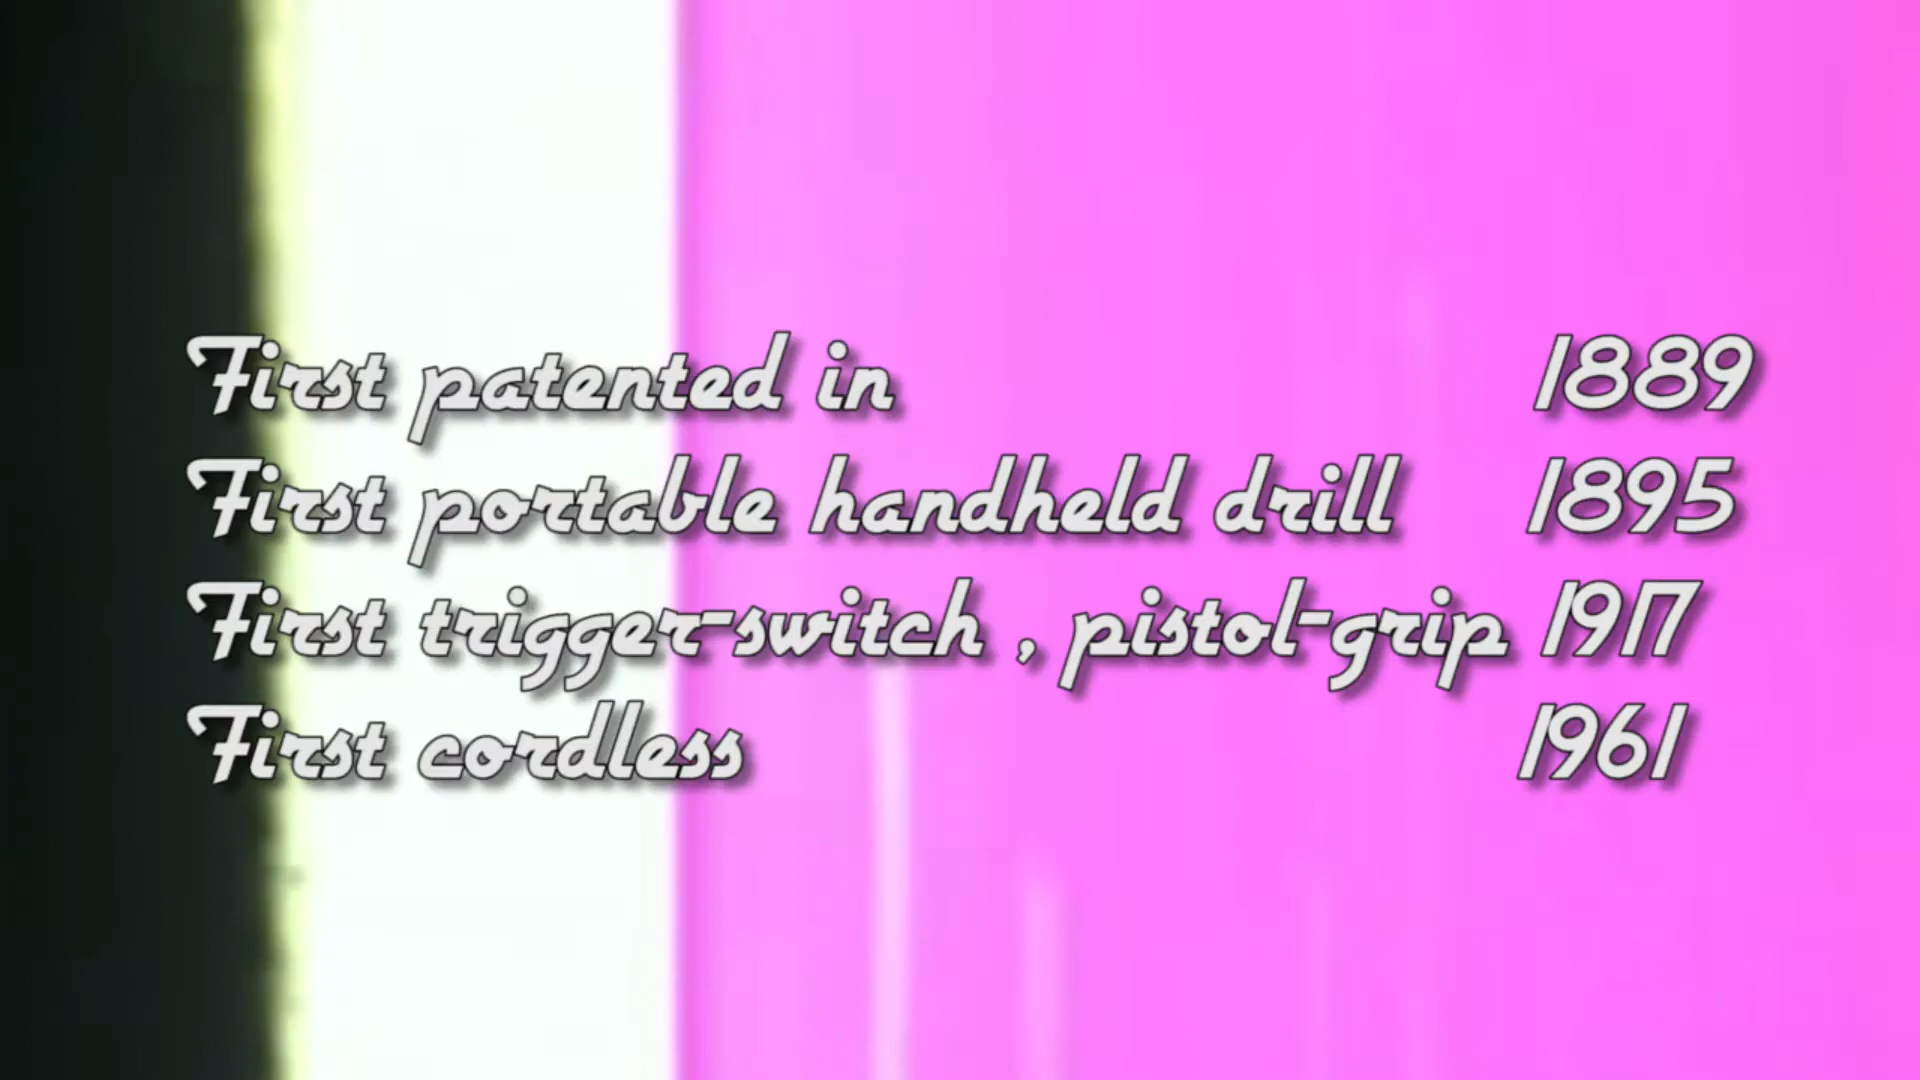 First patented in 1889
First portable handheld drill 1895
First trigger-switch , pistol-grip 1917
First cordless 1961